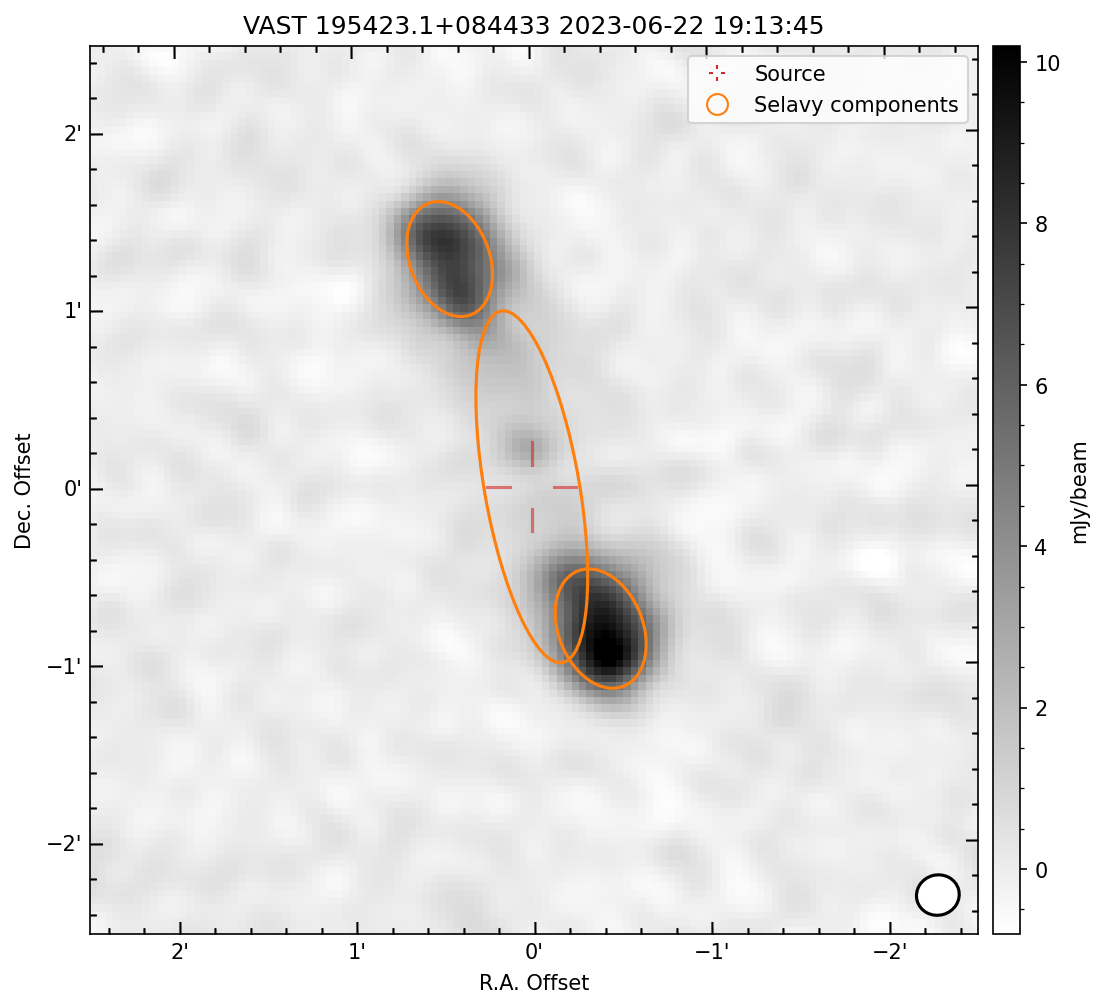 VAST 195423.1+084433 2023-06-22 19:13:45
Source
Selavy components
10
8
6
4
2
0
mJy/beam
2'
1'
0'
−1'
−2'
Dec. Offset
2'
1'
0'
−1'
−2'
R.A. Offset